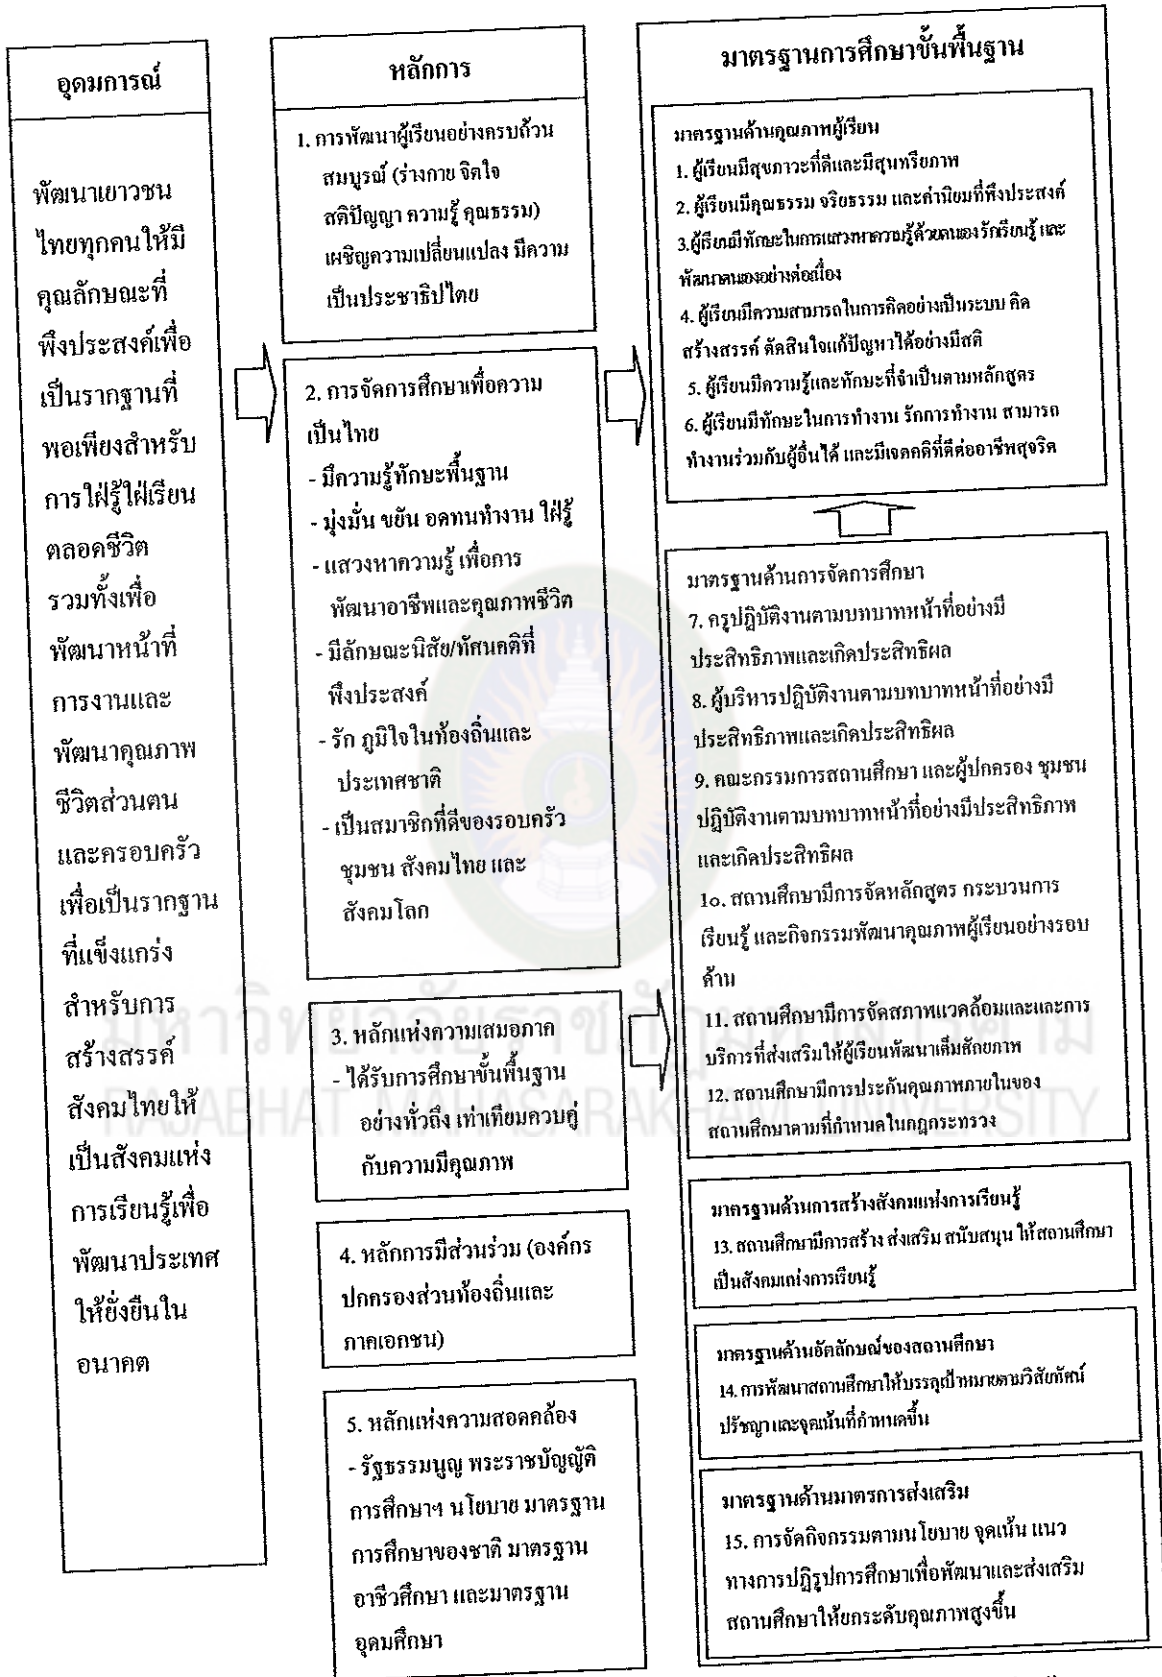 อุดมการณ์
พัฒนาเยาวชน
ไทยทุกคนให้มี
คุณลักษณะที่
พึงประสงค์เพื่อ
เป็นรากฐานที่
พอเพียงสำหรับ
การใฝ่รู้ใฝ่เรียน
ตลอดชีวิต
รวมทั้งเพื่อ
พัฒนาหน้าที่
การงานและ
พัฒนาคุณภาพ
ชีวิตส่วนตน
และครอบครัว
เพื่อเป็นรากฐาน
ที่แข็งแกร่ง
สำหรับการ
สร้างสรรค์
สังคมไทยให้
เป็นสังคมแห่ง
การเรียนรู้เพื่อ
พัฒนาประเทศ
ให้ยั่งยืนใน
อนาคต
หลักการ
1. การพัฒนาผู้เรียนอย่างครบถ้วน
สมบูรณ์ (ร่างกาย จิตใจ
สติปัญญา ความรู้ คุณธรรม)
เผชิญความเปลี่ยนแปลง มีความ
เป็นประชาธิปไตย
2. การจัดการศึกษาเพื่อความ
เป็นไทย
- มีความรู้ทักษะพื้นฐาน
- มุ่งมั่น ขยัน อดทนทำงาน ใฝ่รู้
- แสวงหาความรู้ เพื่อการ
พัฒนาอาชีพและคุณภาพชีวิต
- มีลักษณะนิสัย/ทัศนคติที่
พึงประสงค์
- รัก ภูมิใจในท้องถิ่นและ
ประเทศชาติ
- เป็นสมาชิกที่ดีของรอบครัว
ชุมชน สังคมไทย และ
สังคมโลก
3. หลักแห่งความเสมอภาค
- ได้รับการศึกษาขั้นพื้นฐาน
อย่างทั่วถึง เท่าเทียมควบคู่
กับความมีคุณภาพ
4. หลักการมีส่วนร่วม (องค์กร
ปกครองส่วนท้องถิ่นและ
ภาคเอกชน)
5. หลักแห่งความสอดคล้อง
- รัฐธรรมนูญ พระราชบัญญัติ
การศึกษาฯ นโยบาย มาตรฐาน
การศึกษาของชาติ มาตรฐาน
อาชีวศึกษา และมาตรฐาน
อุดมศึกษา
มาตรฐานการศึกษาขั้นพื้นฐาน
มาตรฐานด้านคุณภาพผู้เรียน
1. ผู้เรียนมีสุขภาวะที่ดีและมีสุนทรียภาพ
2. ผู้เรียนมีคุณธรรม จริยธรรม และค่านิยมที่พึงประสงค์
3.ผู้เรียนมีทักษะในการแสวงหาความรู้ด้วยตนเอง รักเรียนรู้ และ
พัฒนาตนเองอย่างต่อเนื่อง
4. ผู้เรียนมีความสามารถในการคิดอย่างเป็นระบบ คิด
สร้างสรรค์ ตัดสินใจแก้ปัญหาได้อย่างมีสติ
5. ผู้เรียนมีความรู้และทักษะที่จำเป็นตามหลักสูตร
6. ผู้เรียนมีทักษะในการทำงาน รักการทำงาน สามารถ
ทำงานร่วมกับผู้อื่นได้ และมีเจตคติที่ดีต่ออาชีพสุจริต
มาตรฐานด้านการจัดการศึกษา
7. ครูปฏิบัติงานตามบทบาทหน้าที่อย่างมี
ประสิทธิภาพและเกิดประสิทธิผล
8. ผู้บริหารปฏิบัติงานตามบทบาทหน้าที่อย่างมี
ประสิทธิภาพและเกิดประสิทธิผล
9. คณะกรรมการสถานศึกษา และผู้ปกครอง ชุมชน
ปฏิบัติงานตามบทบาทหน้าที่อย่างมีประสิทธิภาพ
และเกิดประสิทธิผล
1๐. สถานศึกษามีการจัดหลักสูตร กระบวนการ
เรียนรู้ และกิจกรรมพัฒนาคุณภาพผู้เรียนอย่างรอบ
ด้าน
11. สถานศึกษามีการจัดสภาพแวดล้อมและและการ
บริการที่ส่งเสริมให้ผู้เรียนพัฒนาเต็มศักยภาพ
12. สถานศึกษามีการประกันคุณภาพภายในของ
สถานศึกษาตามที่กำหนดในกฎกระทรวง
มาตรฐานด้านการสร้างสังคมแห่งการเรียนรู้
13. สถานศึกษามีการสร้าง ส่งเสริม สนับสนุน ให้สถานศึกษา
เป็นสังคมแห่งการเรียนรู้
มาตรฐานด้านอัตลักษณ์ของสถานศึกษา
14. การพัฒนาสถานศึกษาให้บรรลุเป้าหมายตามวิสัยทัศน์
ปรัชญา และจุดเน้นที่กำหนดขึ้น
มาตรฐานด้านมาตรการส่งเสริม
15. การจัดกิจกรรมตามนโยบาย จุดเน้น แนว
ทางการปฏิรูปการศึกษาเพื่อพัฒนาและส่งเสริม
สถานศึกษาให้ยกระดับคุณภาพสูงขึ้น
มหาวิทยาลัยราชภัฏมหาสารคาม
RAJABHAT MAHASARAKHAM UNIVERSITY